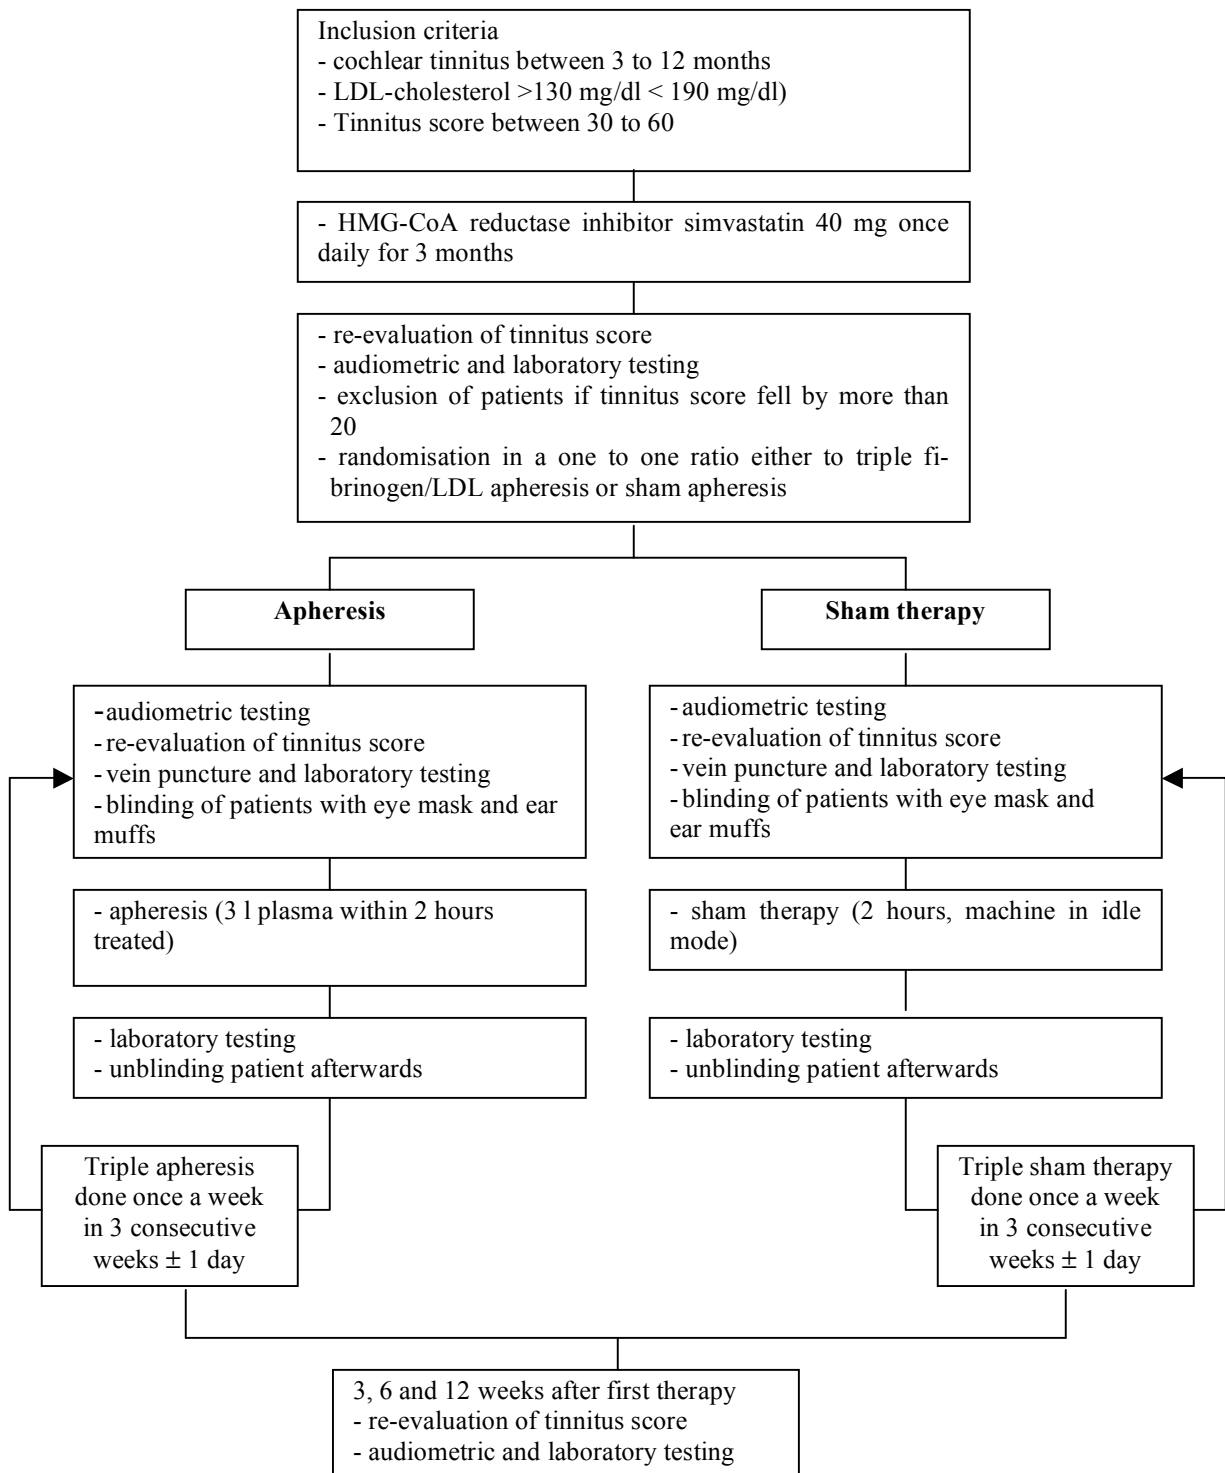 Inclusion criteria
- cochlear tinnitus between 3 to 12 months
- LDL-cholesterol >130 mg/dl < 190 mg/dl)
- Tinnitus score between 30 to 60
- HMG-CoA reductase inhibitor simvastatin 40 mg once
daily for 3 months
- re-evaluation of tinnitus score
- audiometric and laboratory testing
- exclusion of patients if tinnitus score fell by more than
20
- randomisation in a one to one ratio either to triple fi-
brinogen/LDL apheresis or sham apheresis
Apheresis
-audiometric testing
-re-evaluation of tinnitus score
-vein puncture and laboratory testing
-blinding of patients with eye mask and ear
muffs
- apheresis (3 l plasma within 2 hours
treated)
- laboratory testing
- unblinding patient afterwards
Triple apheresis
done once a week
in 3 consecutive
weeks ± 1 day
Sham therapy
-audiometric testing
-re-evaluation of tinnitus score
-vein puncture and laboratory testing
-blinding of patients with eye mask and
ear muffs
- sham therapy (2 hours, machine in idle
mode)
- laboratory testing
- unblinding patient afterwards
Triple sham therapy
done once a week
in 3 consecutive
weeks ± 1 day
3, 6 and 12 weeks after first therapy
- re-evaluation of tinnitus score
- audiometric and laboratory testing